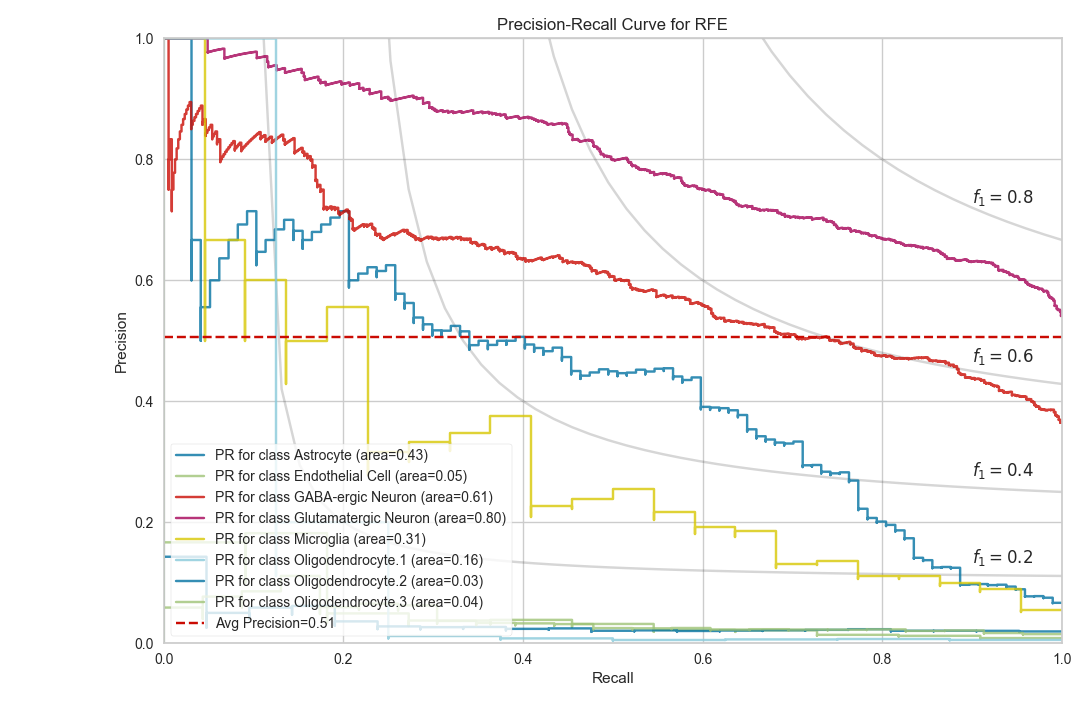 Precision-Recall Curve for RFE
1.0
0.8
f1 = 0.8
0.6
Precision
f1 = 0.6
0.4
PR for class Astrocyte (area=0.43)
PR for class Endothelial Cell (area=0.05)
f1 = 0.4
PR for class GABA-ergic Neuron (area=0.61)
PR for class Glutamatergic Neuron (area=0.80)
0.2
PR for class Microglia (area=0.31)
PR for class Oligodendrocyte.1 (area=0.16)
f1 = 0.2
PR for class Oligodendrocyte.2 (area=0.03)
PR for class Oligodendrocyte.3 (area=0.04)
Avg Precision=0.51
0.0
0.0 0.2 0.4 0.6 0.8 1.0
Recall